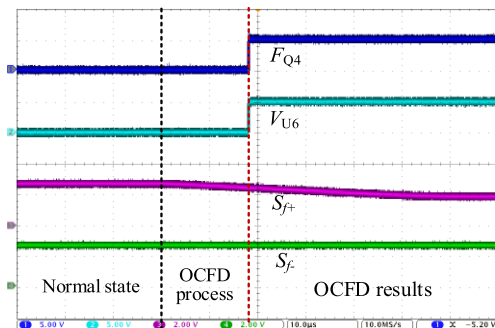 F_Q4
V_U6
S_f+
S_f-
Normal state
OCFD process
OCFD results
1 5.00 V 2 5.00 V 3 2.00 V 4 2.00 V 10.0μs 10.0MS/s 1 X -5.20